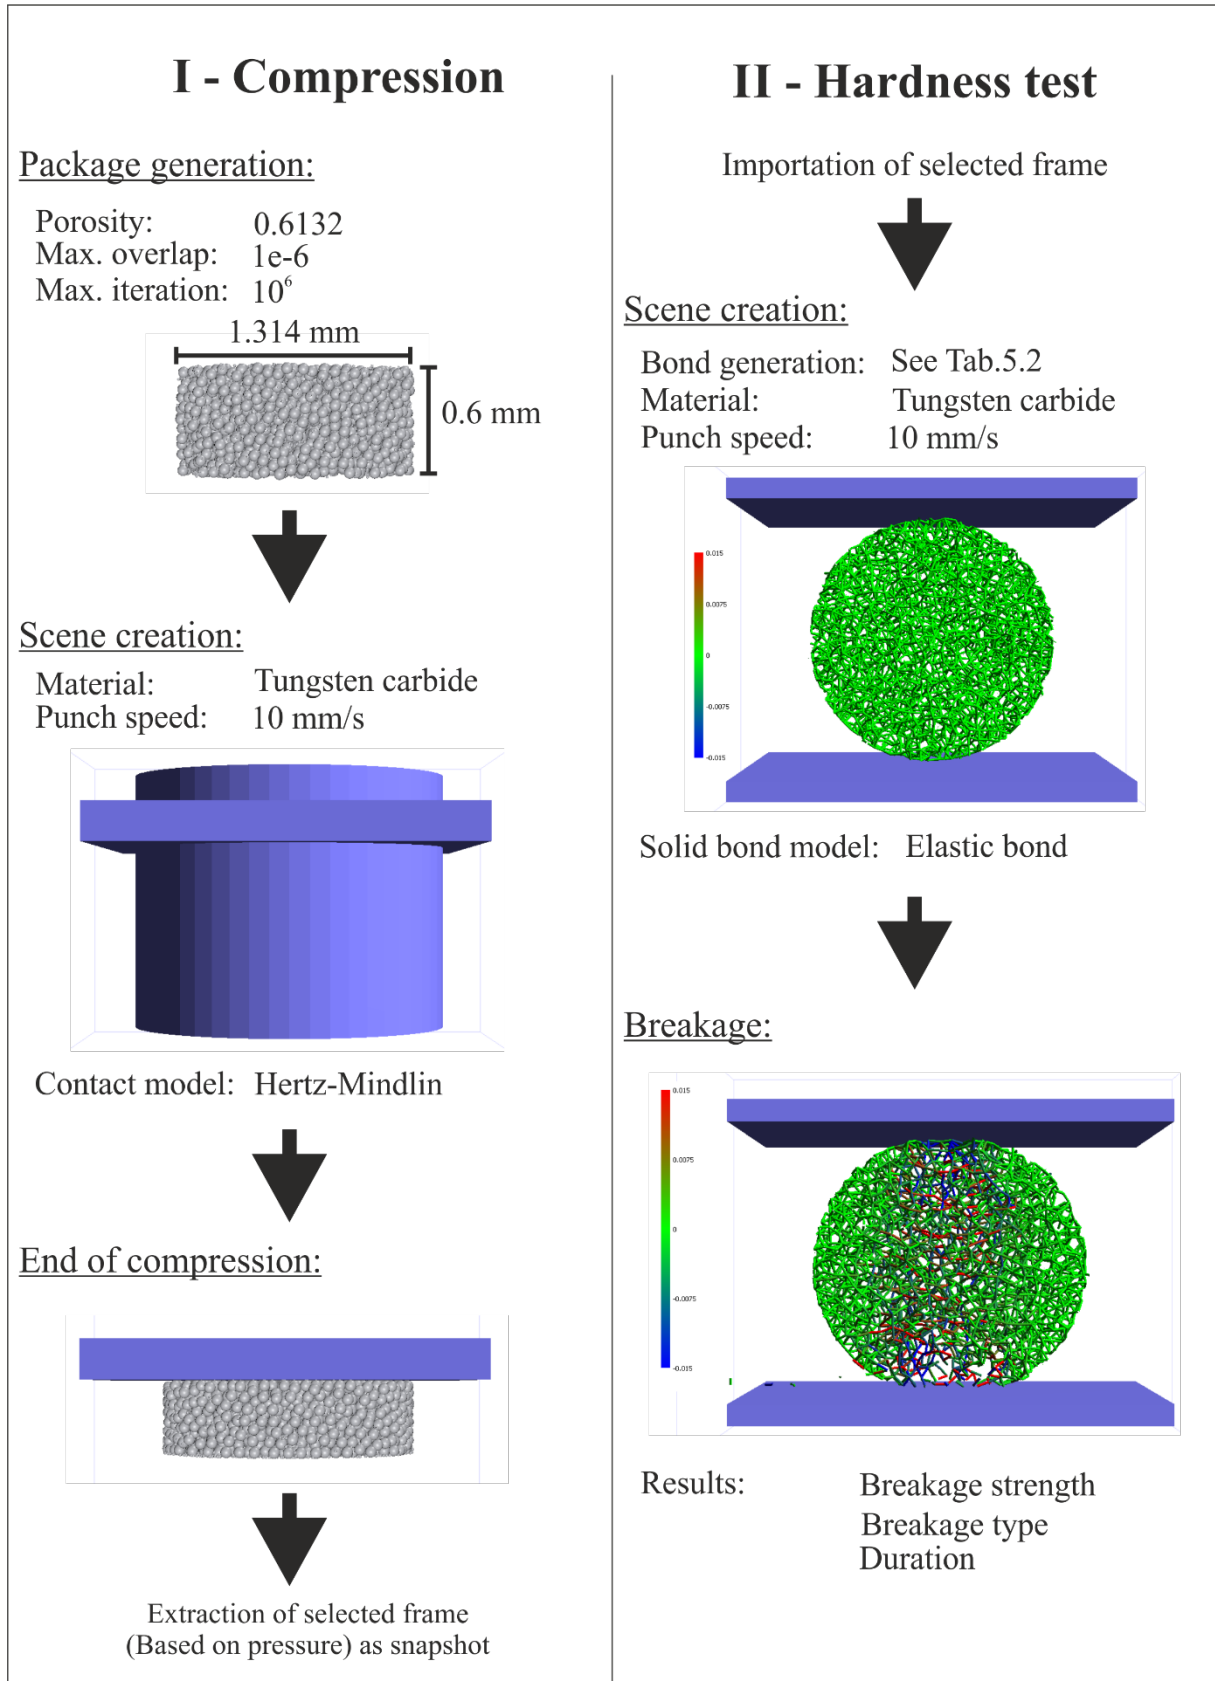 I - Compression
Package generation:
Porosity: 0.6132
Max. overlap: 1e-6
Max. iteration: 10⁶
1.314 mm
0.6 mm
Scene creation:
Material: Tungsten carbide
Punch speed: 10 mm/s
Contact model: Hertz-Mindlin
End of compression:
Extraction of selected frame
(Based on pressure) as snapshot
II - Hardness test
Importation of selected frame
Scene creation:
Bond generation: See Tab.5.2
Material: Tungsten carbide
Punch speed: 10 mm/s
0.015
0.0075
0
-0.0075
-0.015
Solid bond model: Elastic bond
Breakage:
0.015
0.0075
0
-0.0075
-0.015
Results: Breakage strength
Breakage type
Duration